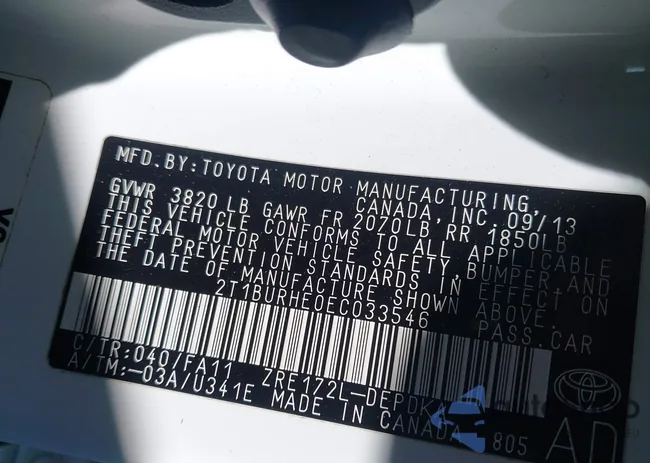 MFD.BY:TOYOTA MOTOR MANUFACTURING,
CANADA, INC. 09/13
GVWR 3820 LB GAWR FR 2070LB, RR 1850LB
THIS VEHICLE CONFORMS TO ALL APPLICABLE
FEDERAL MOTOR VEHICLE SAFETY, BUMPER AND
THEFT PREVENTION STANDARDS IN EFFECT ON
THE DATE OF MANUFACTURE SHOWN ABOVE.
2T1BURHE0EC033546 PASS.CAR
C/TR:040/FA11 ZRE172L-DEPDK
A/TM:-03A/U341E MADE IN CANADA 805
AD